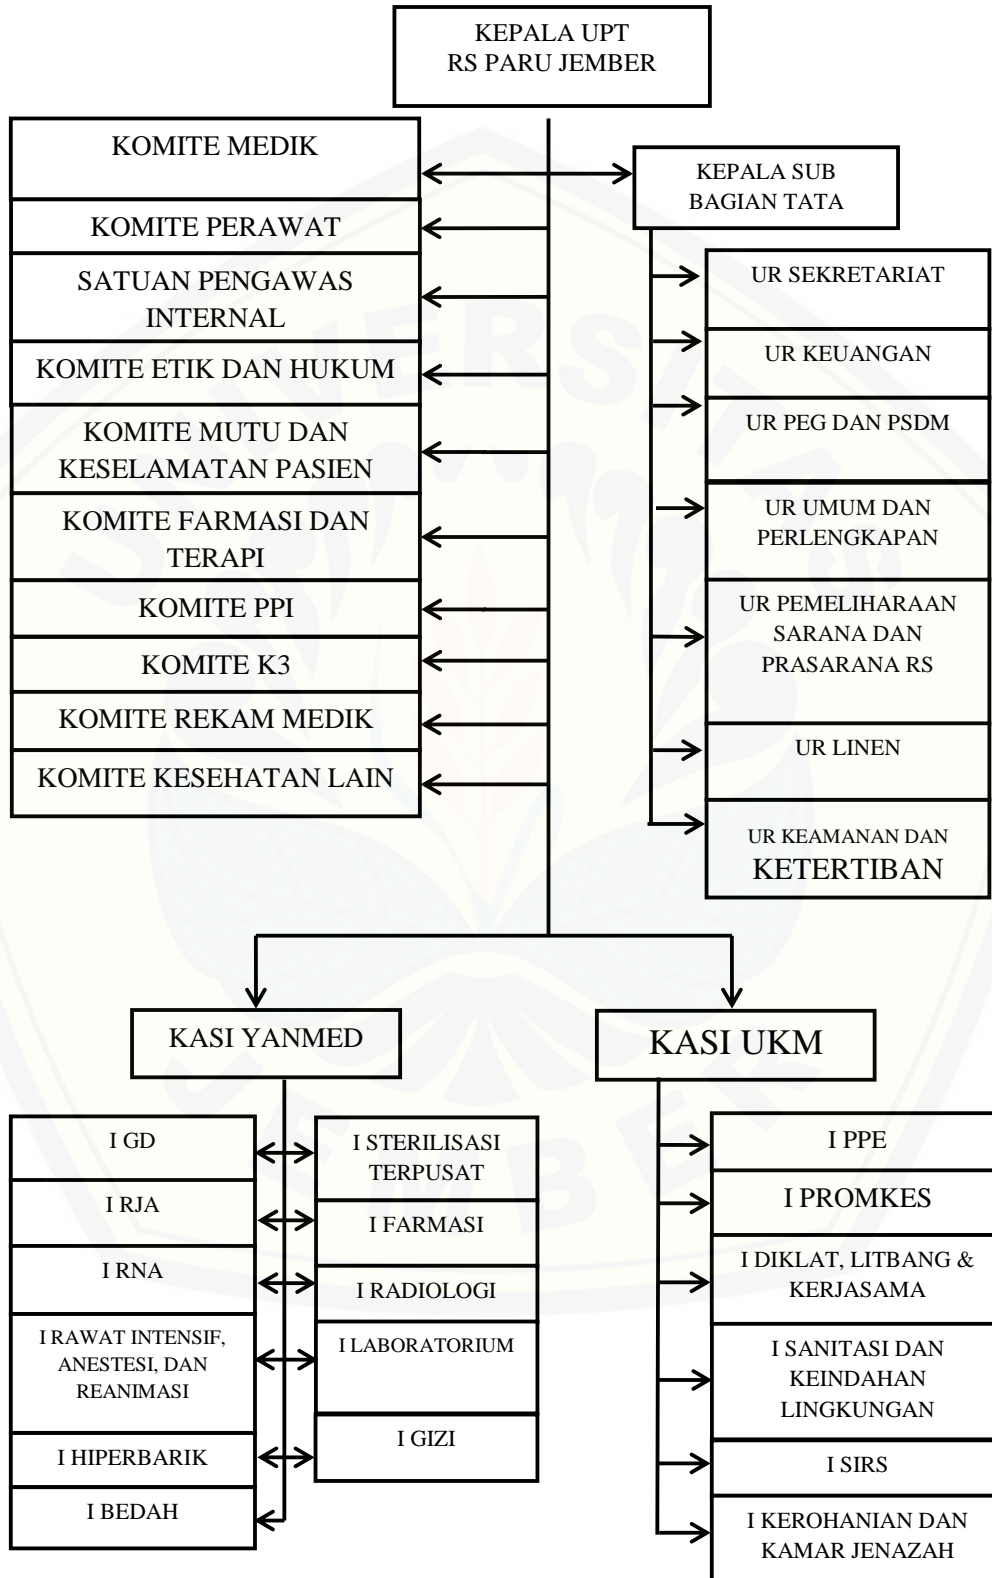 KEPALA UPT
RS PARU JEMBER
KOMITE MEDIK
KOMITE PERAWAT
SATUAN PENGAWAS
INTERNAL
KOMITE ETIK DAN HUKUM
KOMITE MUTU DAN
KESELAMATAN PASIEN
KOMITE FARMASI DAN
TERAPI
KOMITE PPI
KOMITE K3
KOMITE REKAM MEDIK
KOMITE KESEHATAN LAIN
KEPALA SUB
BAGIAN TATA
UR SEKRETARIAT
UR KEUANGAN
UR PEG DAN PSDM
UR UMUM DAN
PERLENGKAPAN
UR PEMELIHARAAN
SARANA DAN
PRASARANA RS
UR LINEN
UR KEAMANAN DAN
KETERTIBAN
KASI YANMED
I GD
I RJA
I RNA
I RAWAT INTENSIF,
ANESTESI, DAN
REANIMASI
I HIPERBARIK
I BEDAH
I STERILISASI
TERPUSAT
I FARMASI
I RADIOLOGI
I LABORATORIUM
I GIZI
KASI UKM
I PPE
I PROMKES
I DIKLAT, LITBANG &
KERJASAMA
I SANITASI DAN
KEINDAHAN
LINGKUNGAN
I SIRS
I KEROHANIAN DAN
KAMAR JENAZAH
UNIVERSITAS
JEMBER